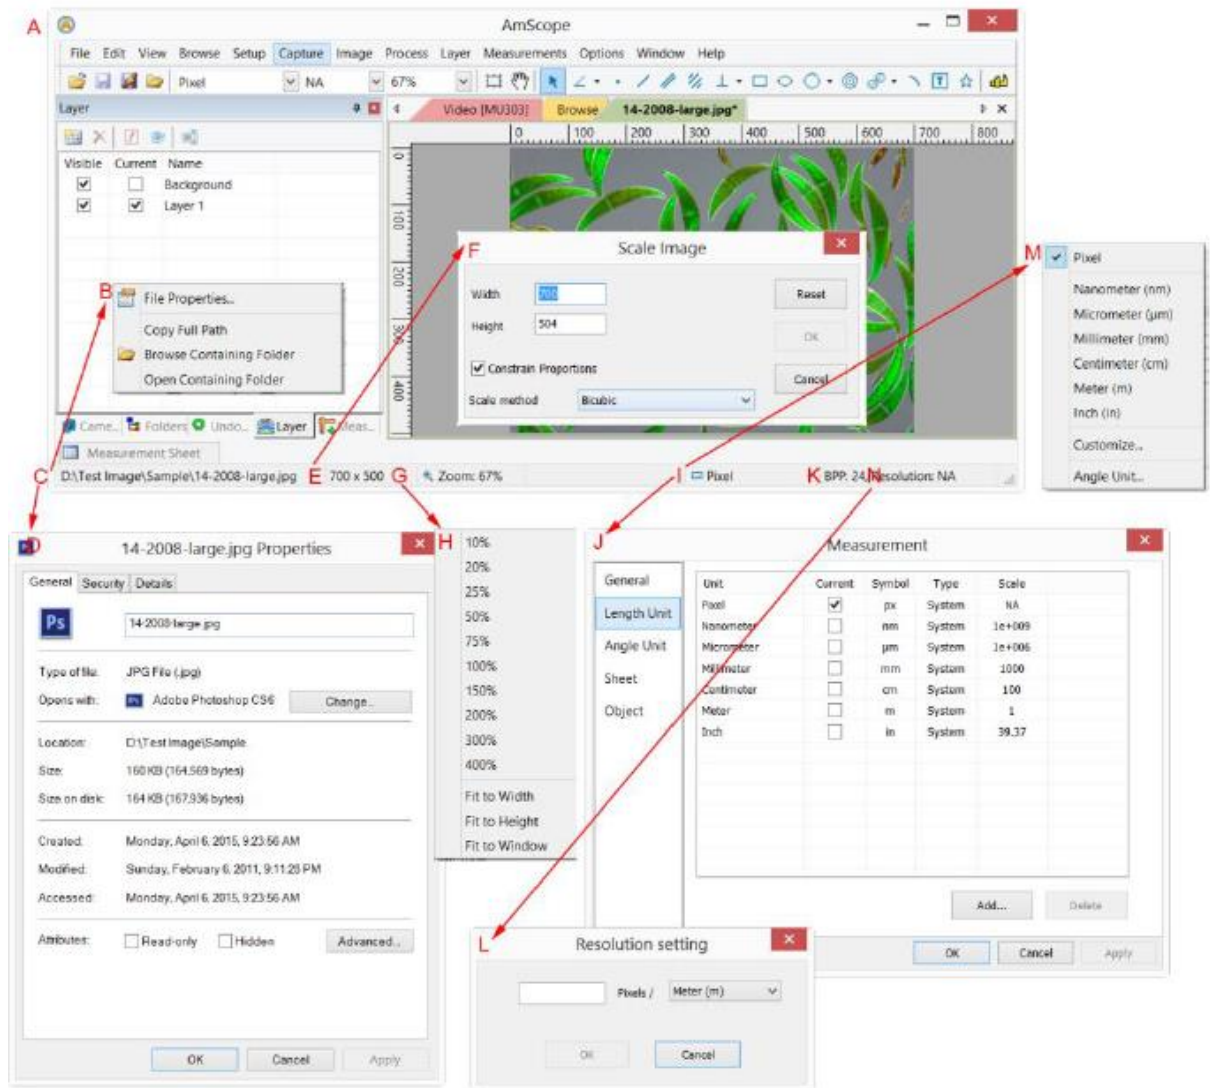 A
AmScope
File Edit View Browse Setup Capture Image Process Layer Measurements Options Window Help
Pixel NA 67%
Layer
Video [MU303] Browse 14-2008-large.jpg*
0 100 200 300 400 500 600 700 800
Visible Current Name
Background
Layer 1
0
100
200
300
400
B
File Properties...
Copy Full Path
Browse Containing Folder
Open Containing Folder
F
Scale Image
Width 700
Reset
Height 504
OK
Constrain Proportions
Cancel
Scale method Bicubic
M
Pixel
Nanometer (nm)
Micrometer (µm)
Millimeter (mm)
Centimeter (cm)
Meter (m)
Inch (in)
Customize...
Angle Unit...
Came... Folders Undo... Layer Meas...
Measurement Sheet
C D:\Test Image\Sample\14-2008-large.jpg E 700 x 500 G Zoom: 67% I Pixel K BPP: 24 N Resolution: NA
D
14-2008-large.jpg Properties
General Security Details
Ps
14-2008-large.jpg
Type of file: JPG File (.jpg)
Opens with: Ps Adobe Photoshop CS6 Change...
Location: D:\Test Image\Sample
Size: 160 KB (164,569 bytes)
Size on disk: 164 KB (167,936 bytes)
Created: Monday, April 6, 2015, 9:23:56 AM
Modified: Sunday, February 6, 2011, 9:11:28 PM
Accessed: Monday, April 6, 2015, 9:23:56 AM
Attributes: Read-only Hidden Advanced...
OK Cancel Apply
H
10%
20%
25%
50%
75%
100%
150%
200%
300%
400%
Fit to Width
Fit to Height
Fit to Window
J
Measurement
General
Length Unit
Angle Unit
Sheet
Object
Unit Current Symbol Type Scale
Pixel px System NA
Nanometer nm System 1e+009
Micrometer µm System 1e+006
Millimeter mm System 1000
Centimeter cm System 100
Meter m System 1
Inch in System 39.37
Add... Delete
OK Cancel Apply
L
Resolution setting
Pixels / Meter (m)
OK Cancel